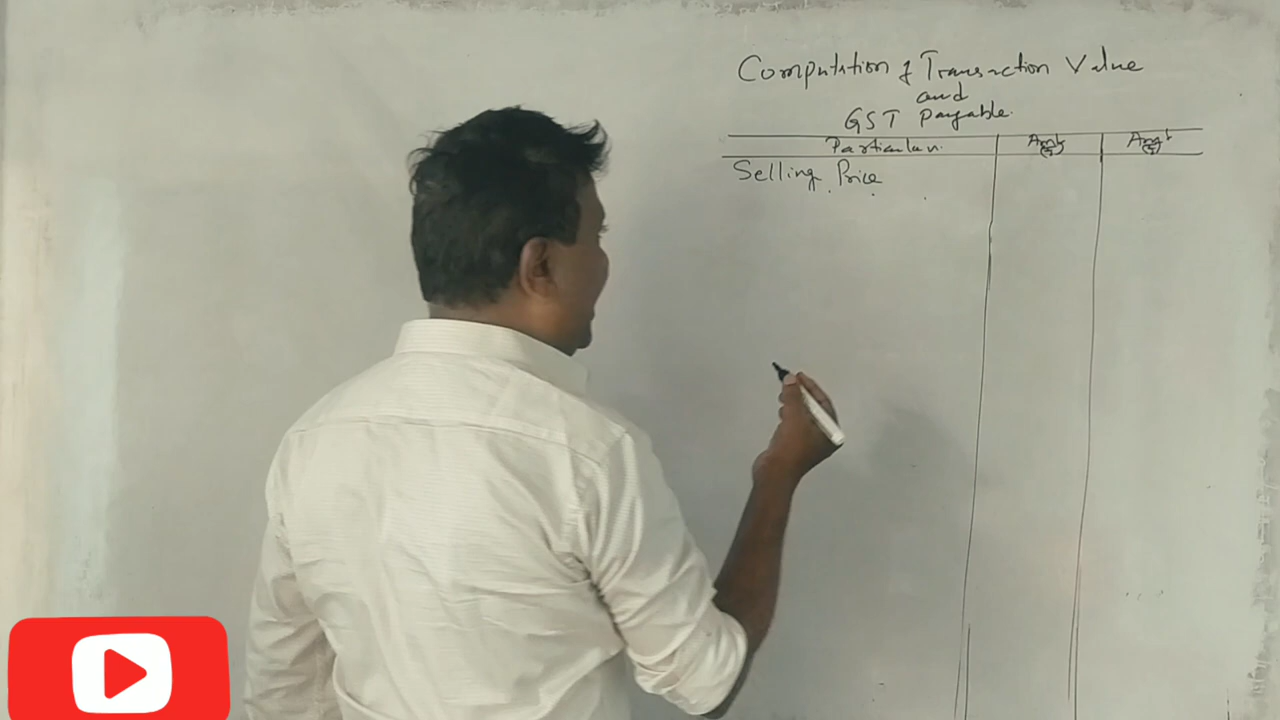 Computation of Transaction Value
and
GST Payable.
Particulars Amt (₹) Amt (₹)
Selling Price